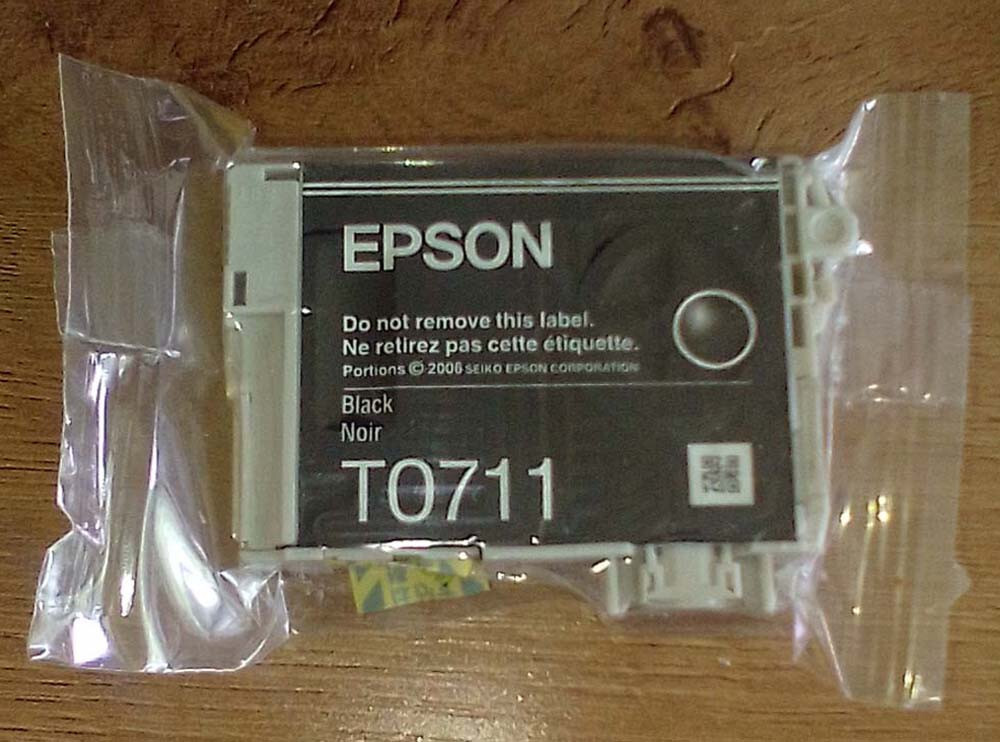 EPSON
Do not remove this label.
Ne retirez pas cette étiquette.
Portions © 2006 SEIKO EPSON CORPORATION
Black
Noir
T0711